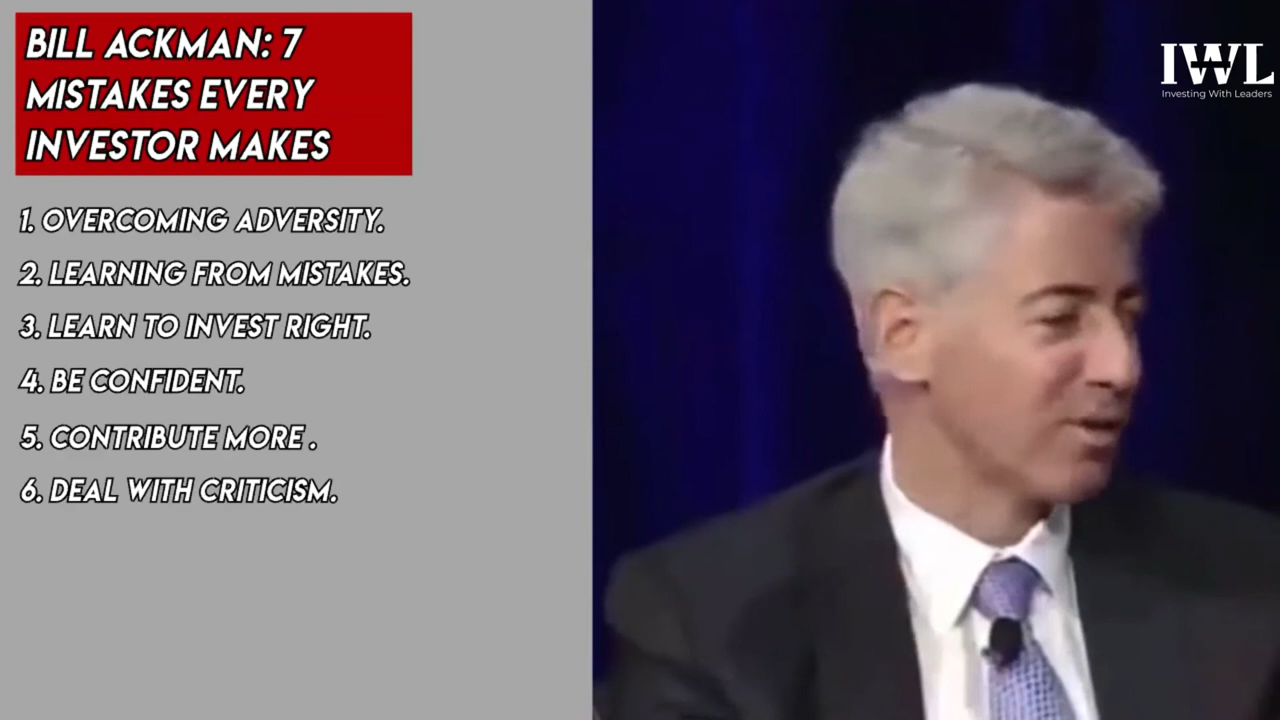 BILL ACKMAN: 7
MISTAKES EVERY
INVESTOR MAKES
1. OVERCOMING ADVERSITY.
2. LEARNING FROM MISTAKES.
3. LEARN TO INVEST RIGHT.
4. BE CONFIDENT.
5. CONTRIBUTE MORE .
6. DEAL WITH CRITICISM.
IWL
Investing With Leaders